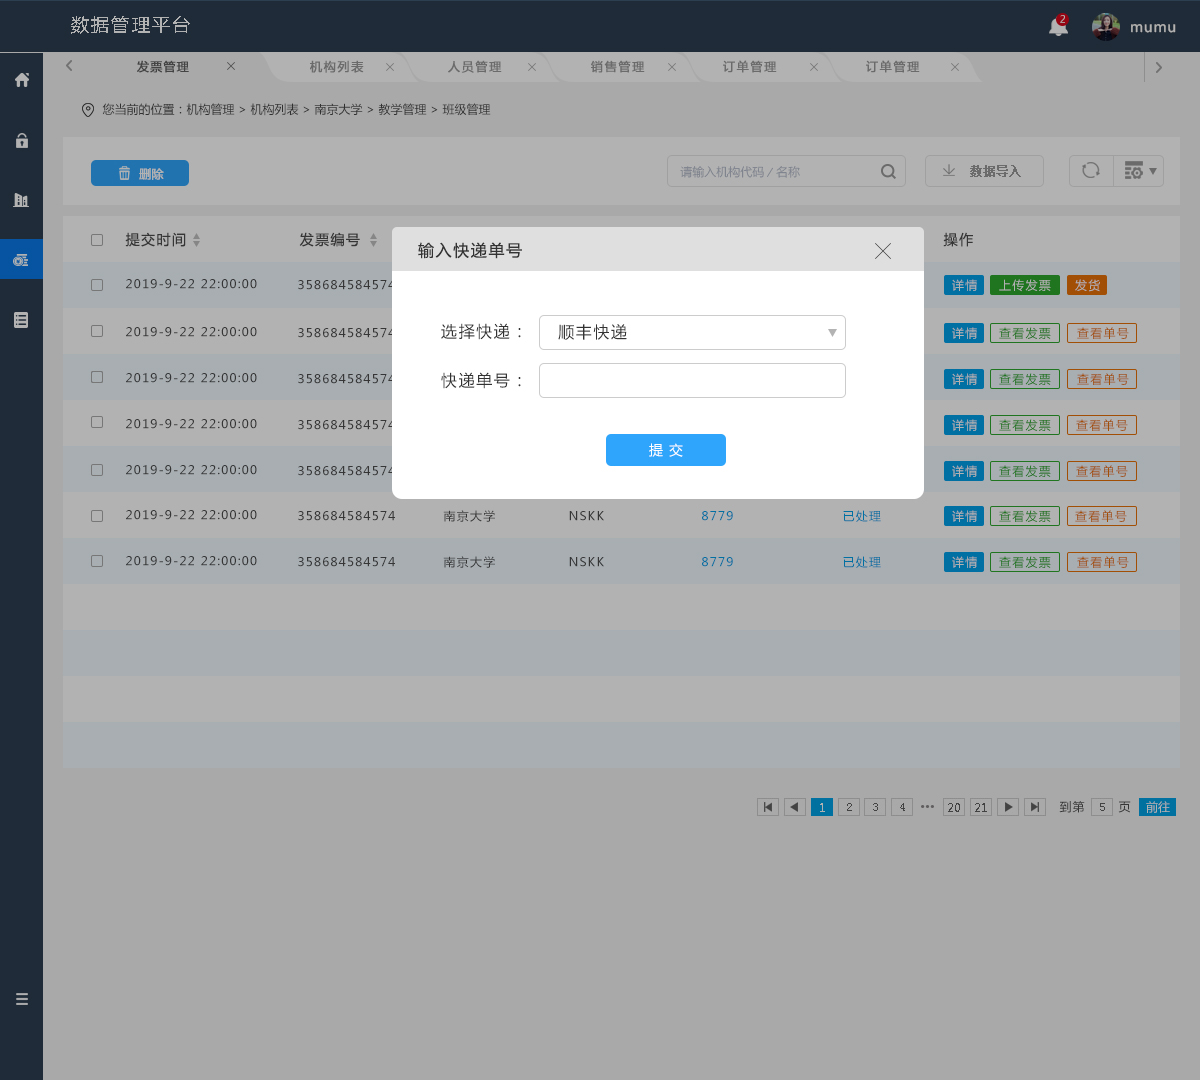 数据管理平台
2
mumu
发票管理 机构列表 人员管理 销售管理 订单管理 订单管理
您当前的位置：机构管理 > 机构列表 > 南京大学 > 教学管理 > 班级管理
删除 请输入机构代码 / 名称 数据导入
提交时间 发票编号 操作
输入快递单号
选择快递： 顺丰快递
快递单号：
提 交
2019-9-22 22:00:00 358684584574 详情 上传发票 发货
2019-9-22 22:00:00 358684584574 详情 查看发票 查看单号
2019-9-22 22:00:00 358684584574 详情 查看发票 查看单号
2019-9-22 22:00:00 358684584574 详情 查看发票 查看单号
2019-9-22 22:00:00 358684584574 详情 查看发票 查看单号
2019-9-22 22:00:00 358684584574 南京大学 NSKK 8779 已处理 详情 查看发票 查看单号
2019-9-22 22:00:00 358684584574 南京大学 NSKK 8779 已处理 详情 查看发票 查看单号
1 2 3 4 ··· 20 21 到第 5 页 前往